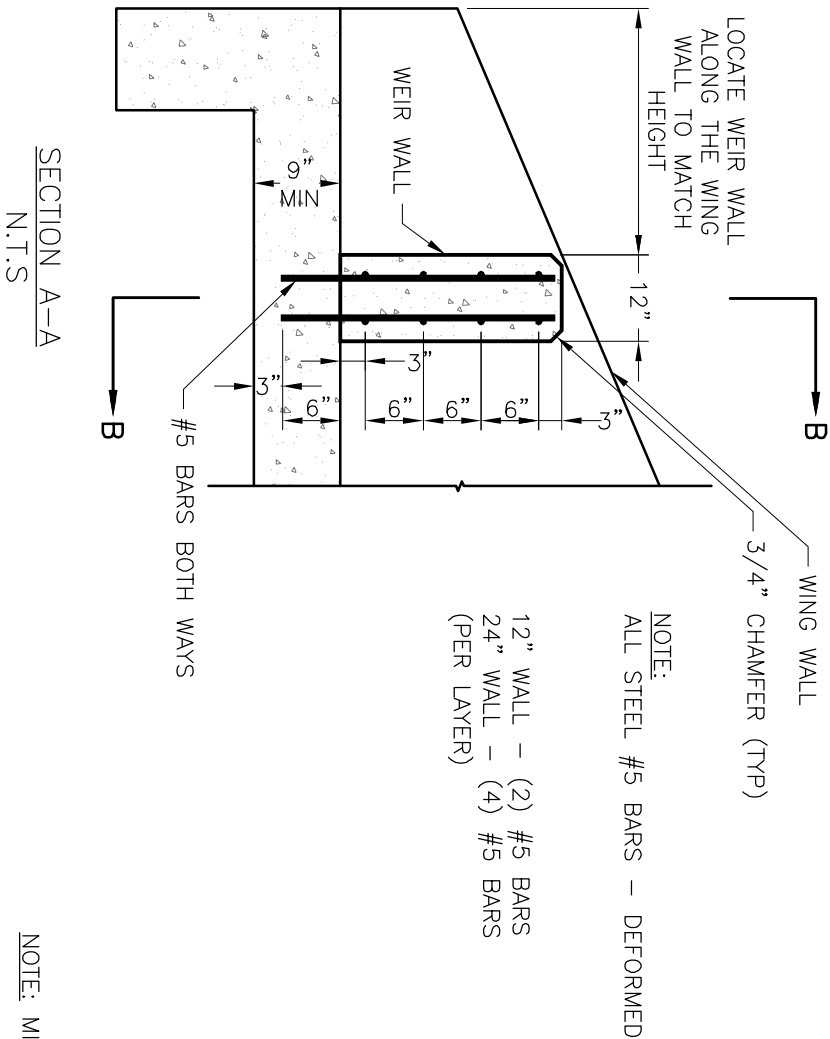 LOCATE WEIR WALL
ALONG THE WING
WALL TO MATCH
HEIGHT
WEIR WALL
9"
MIN
12"
3"
3"
6"
6"
6"
6"
3"
B
B
WING WALL
3/4" CHAMFER (TYP)
#5 BARS BOTH WAYS
NOTE:
ALL STEEL #5 BARS – DEFORMED
12" WALL – (2) #5 BARS
24" WALL – (4) #5 BARS
(PER LAYER)
SECTION A–A
N.T.S
NOTE: MI